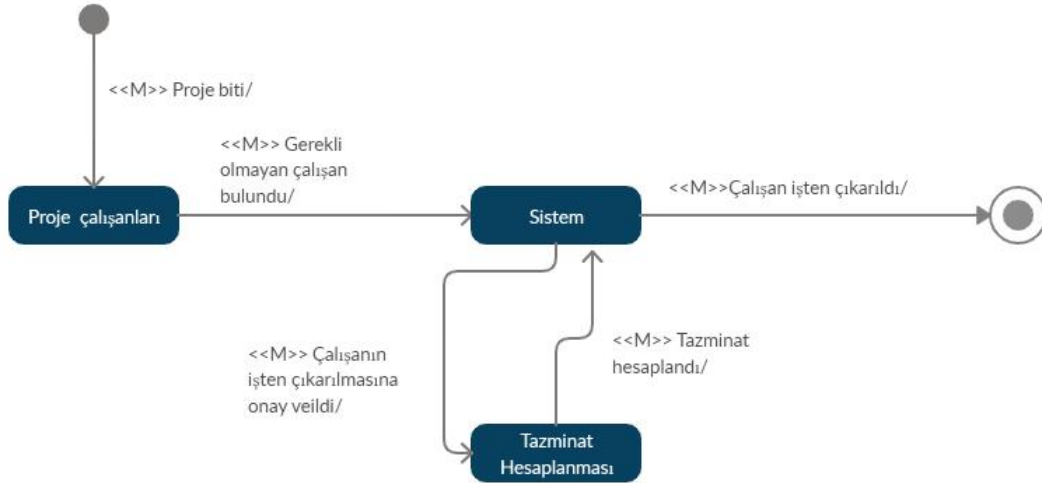 <<M>> Proje biti/
<<M>> Gerekli
olmayan çalışan
bulundu/
<<M>>Çalışan işten çıkarıldı/
Proje çalışanları
Sistem
<<M>> Tazminat
hesaplandı/
<<M>> Çalışanın
işten çıkarılmasına
onay veildi/
Tazminat
Hesaplanması